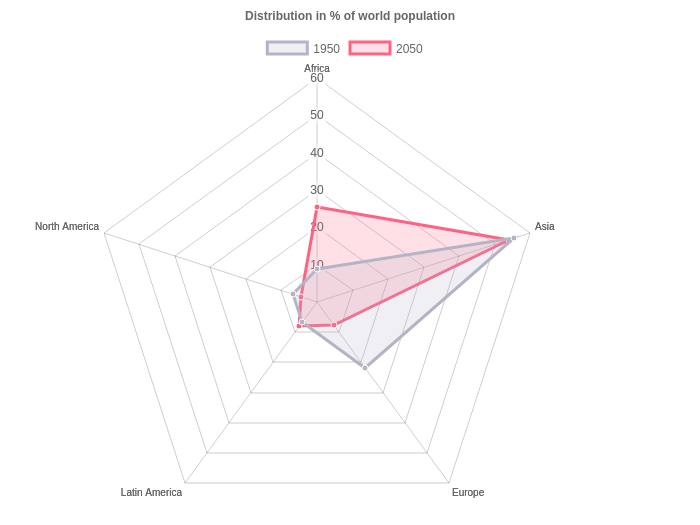 Distribution in % of world population
1950 2050
Africa
60
50
40
30
20
10
North America
Asia
Latin America
Europe